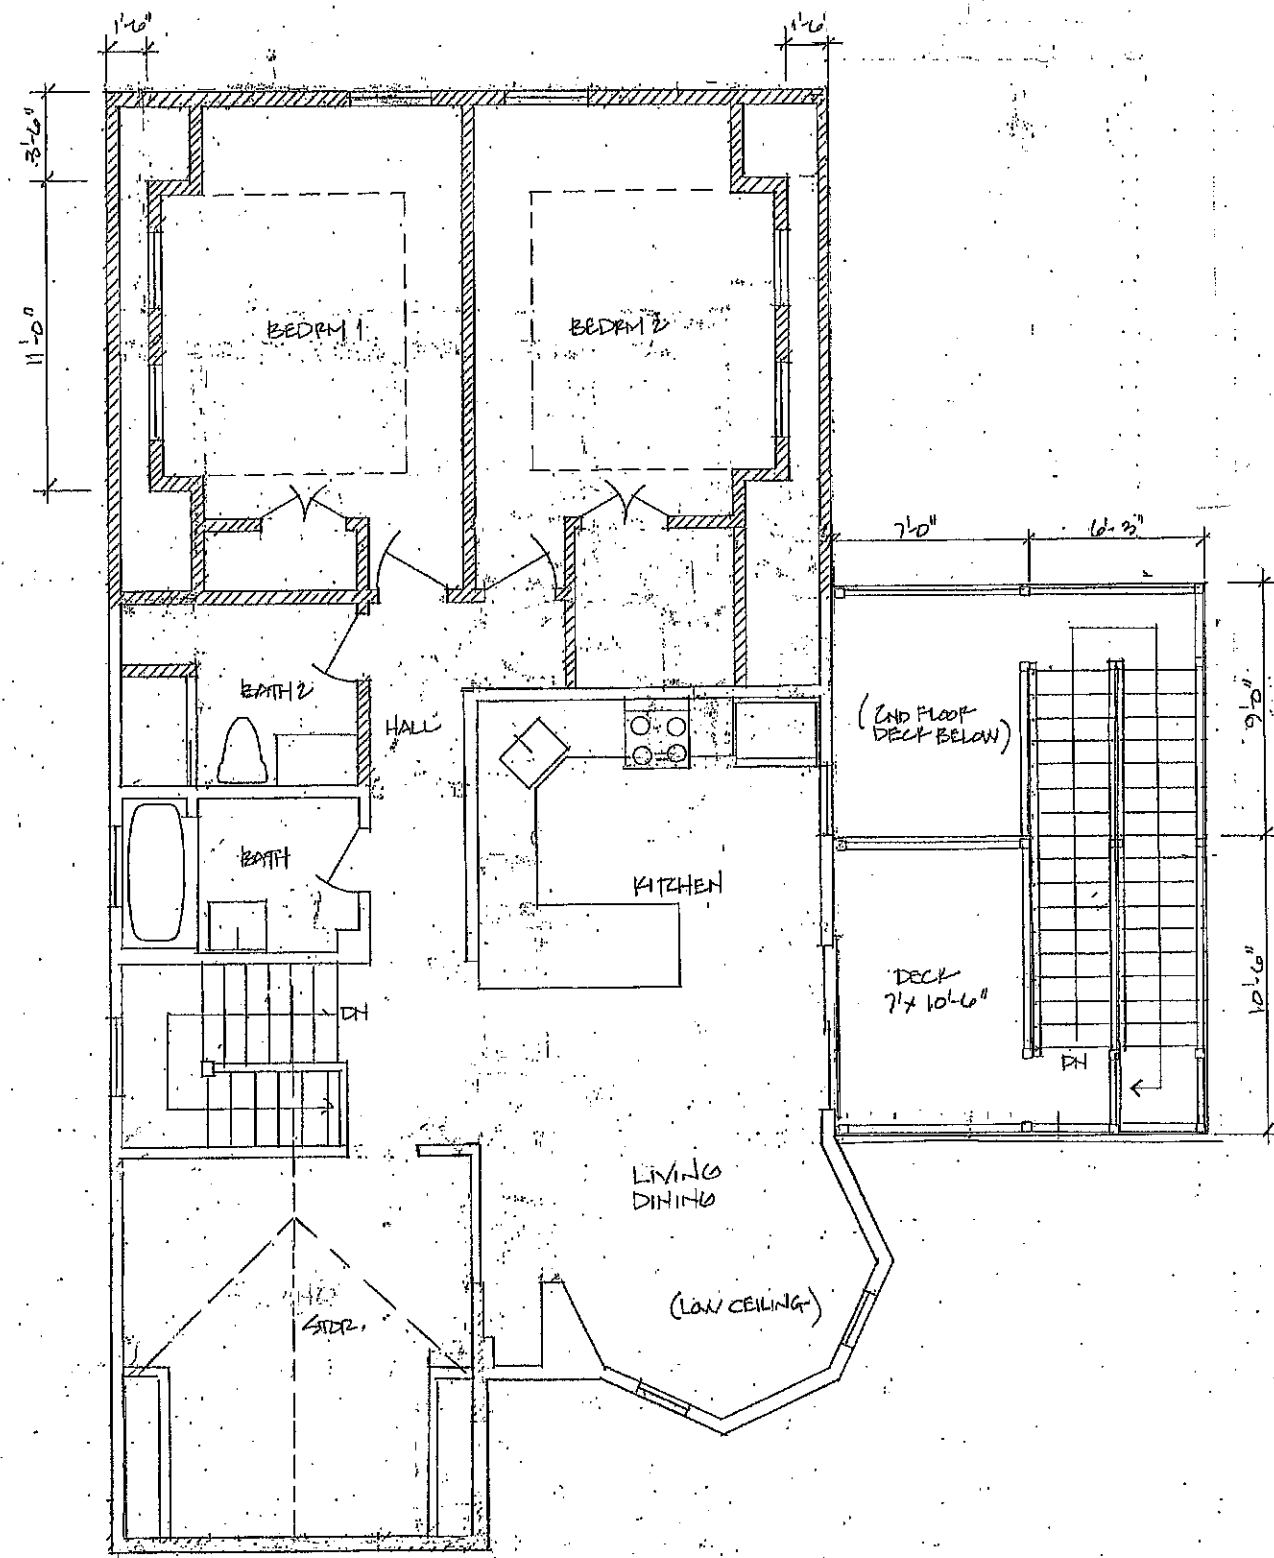 1'-6"
1'-6"
3'-6"
11'-0"
BEDRM 1
BEDRM 2
7'-0"
6'-3"
BATH 2
HALL
(2ND FLOOR
DECK BELOW)
9'-0"
BATH
KITCHEN
DECK
7' x 10'-6"
10'-6"
DN
DN
LIVING
DINING
(LOW CEILING)
STOR.